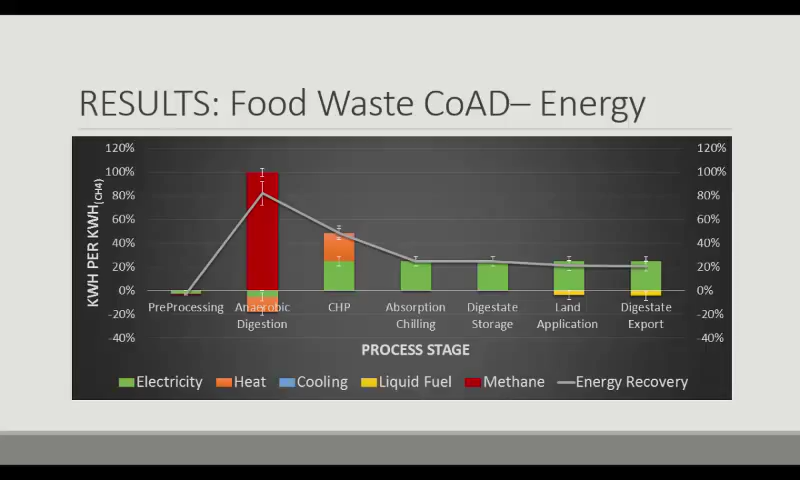 RESULTS: Food Waste CoAD– Energy
120%
100%
80%
60%
40%
20%
0%
-20%
-40%
KWH PER KWH(CH4)
120%
100%
80%
60%
40%
20%
0%
-20%
-40%
PreProcessing
Anaerobic
Digestion
CHP
Absorption
Chilling
Digestate
Storage
Land
Application
Digestate
Export
PROCESS STAGE
Electricity Heat Cooling Liquid Fuel Methane Energy Recovery